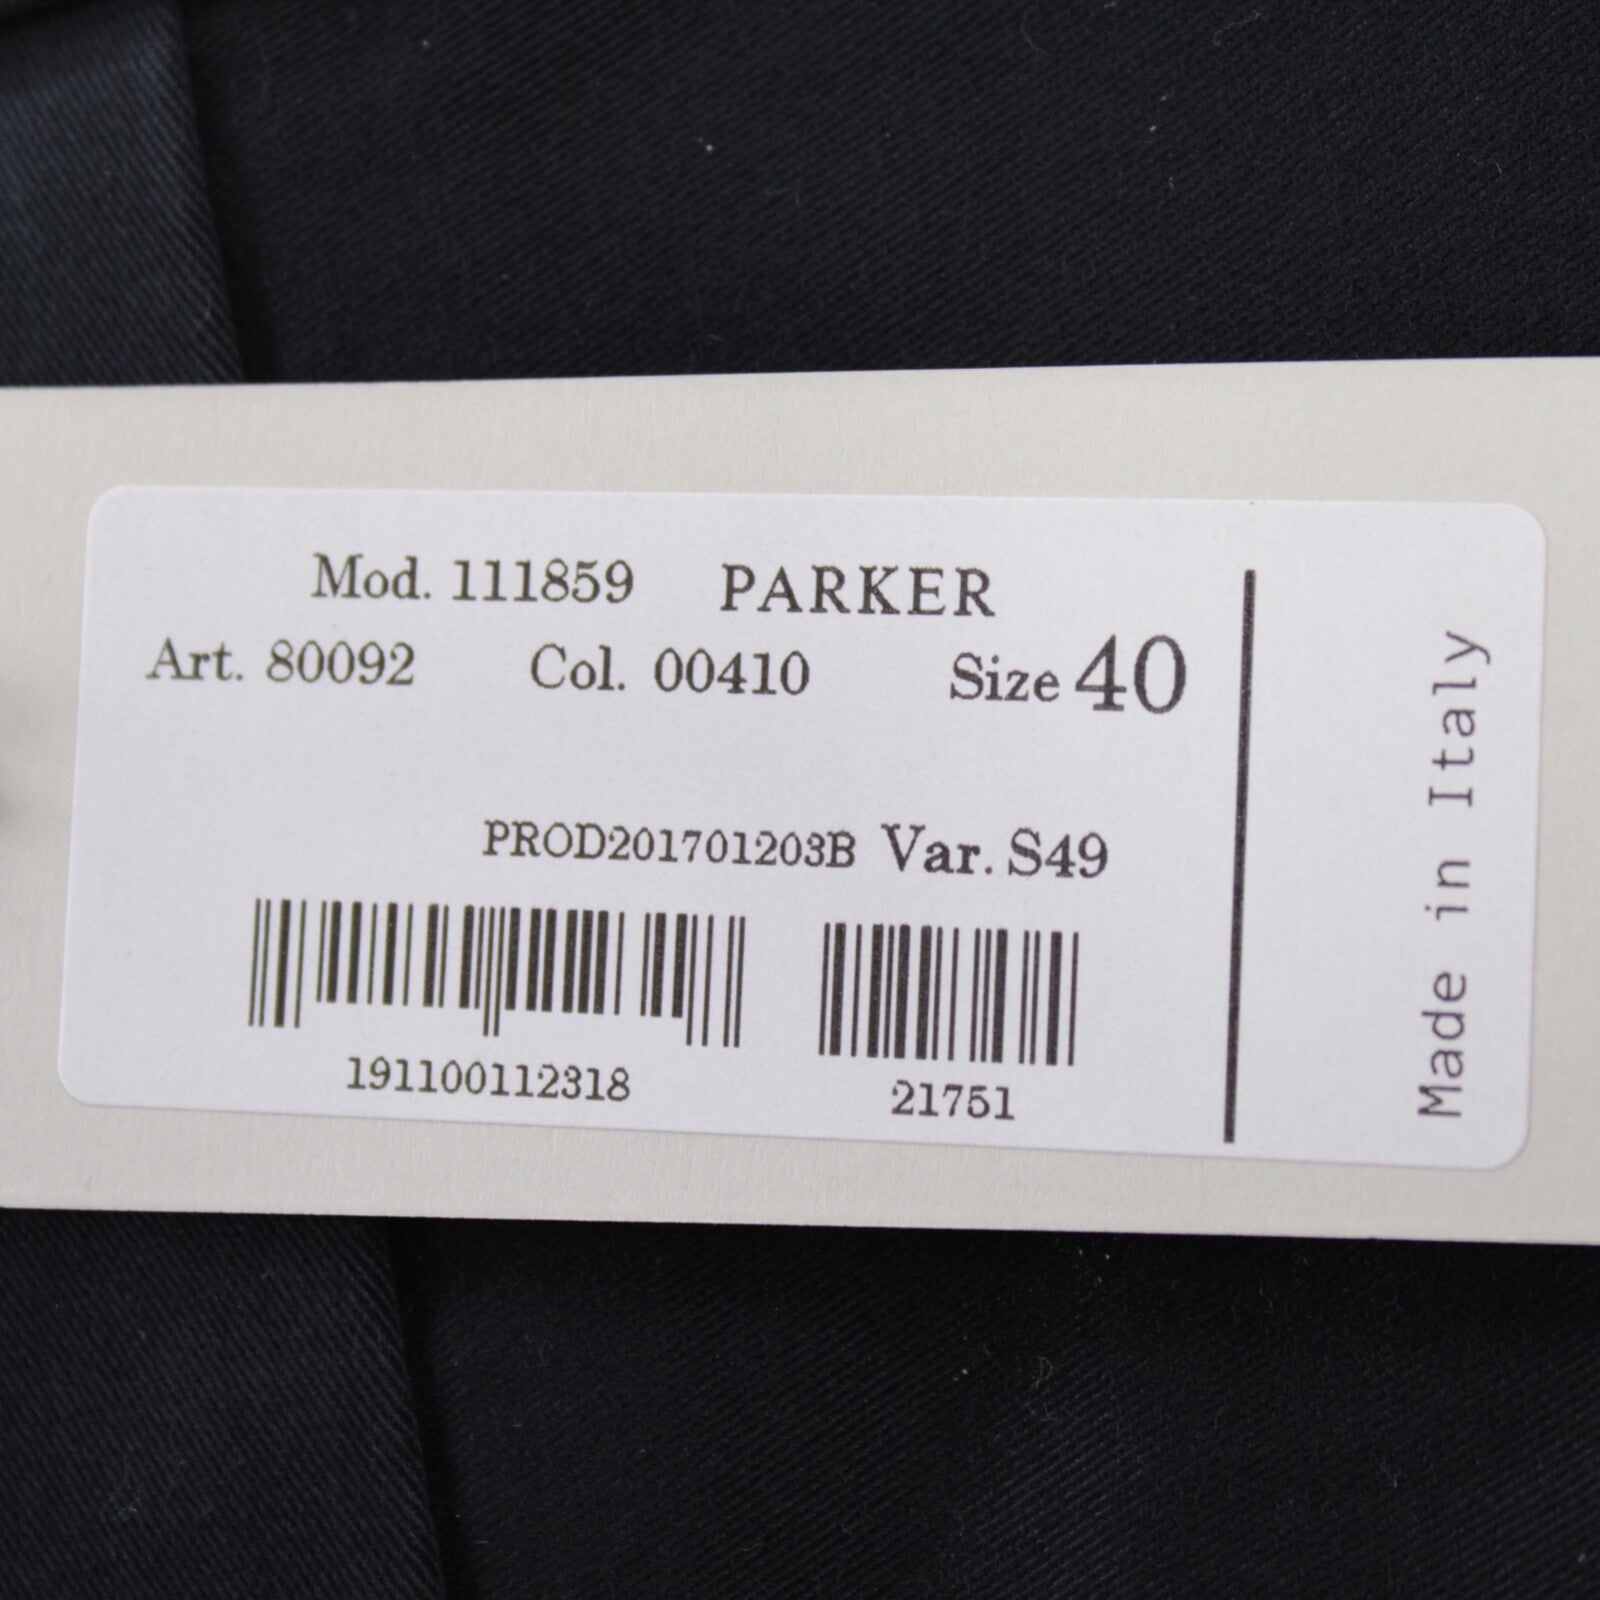 Mod. 111859 PARKER
Art. 80092 Col. 00410 Size 40
PROD201701203B Var. S49
191100112318 21751
Made in Italy